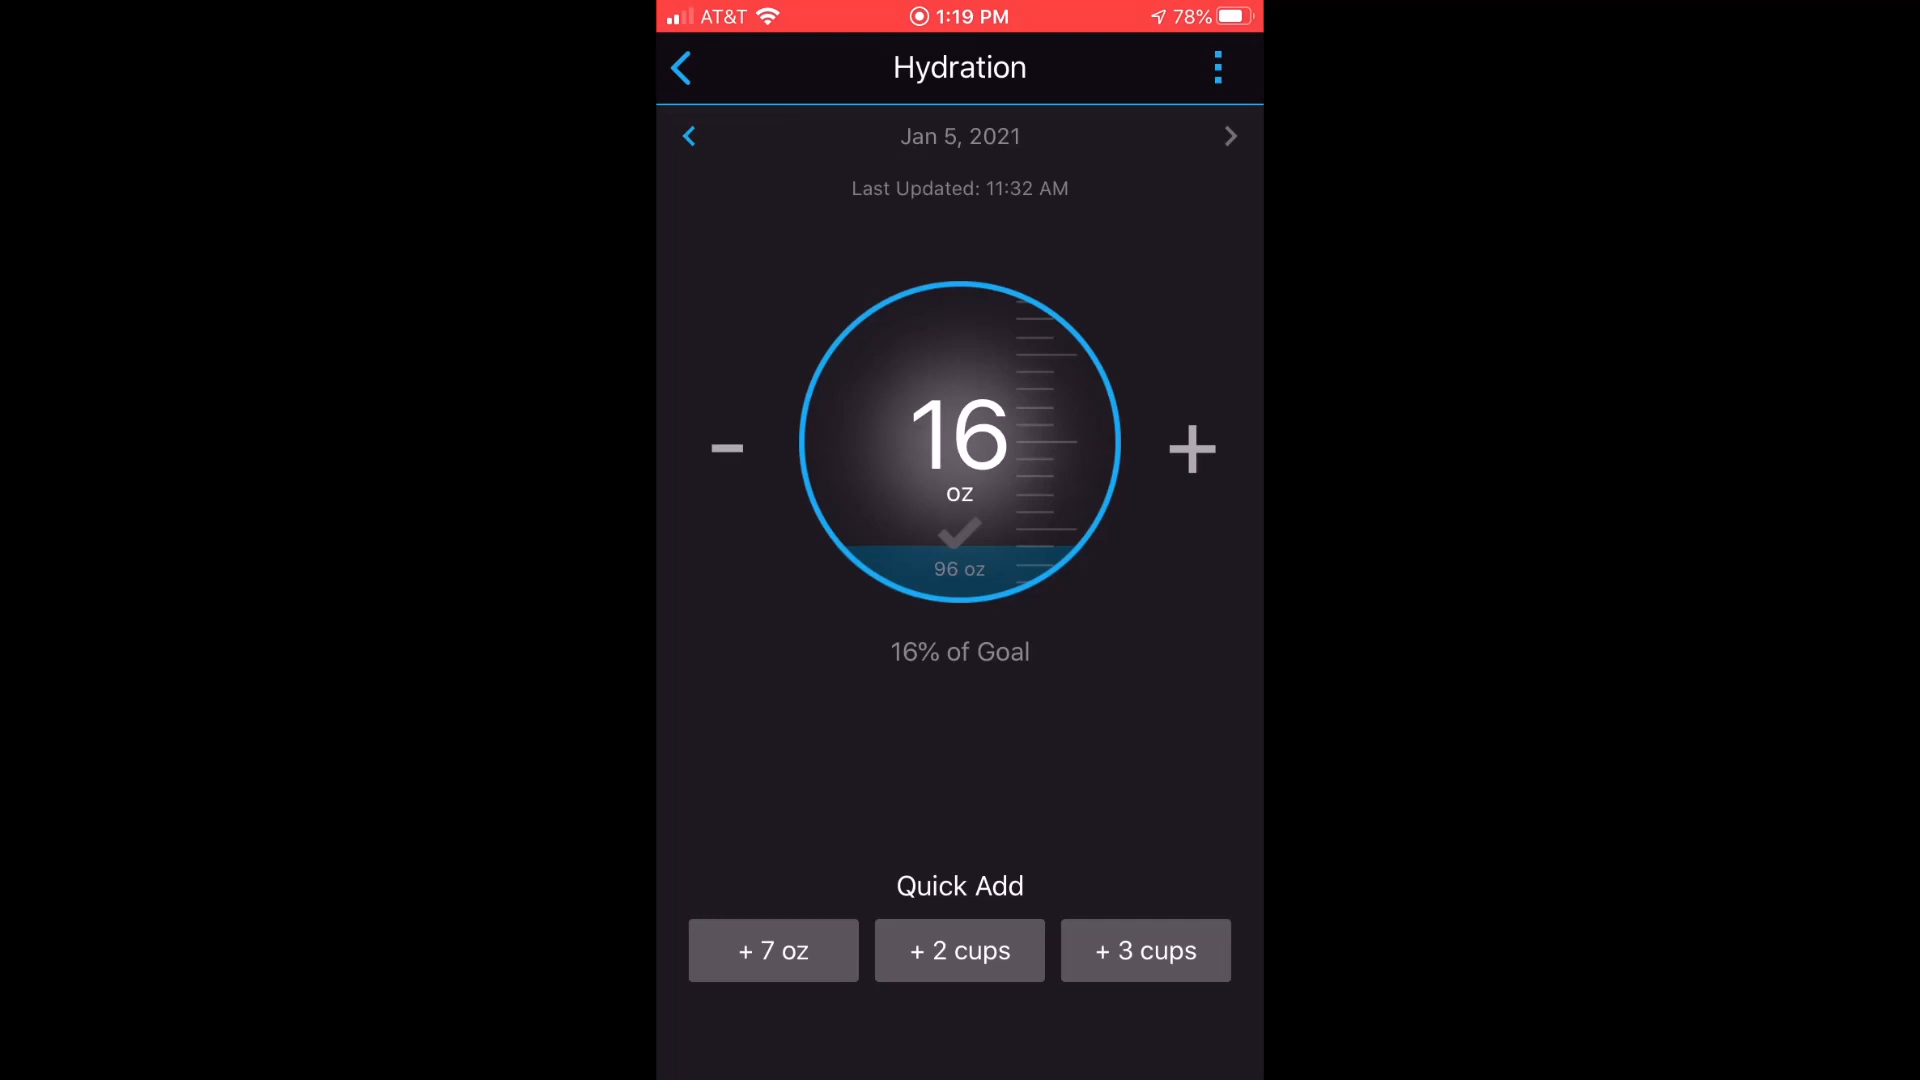 AT&T 1:19 PM 78%
Hydration
Jan 5, 2021
Last Updated: 11:32 AM
16
oz
96 oz
16% of Goal
Quick Add
+ 7 oz + 2 cups + 3 cups